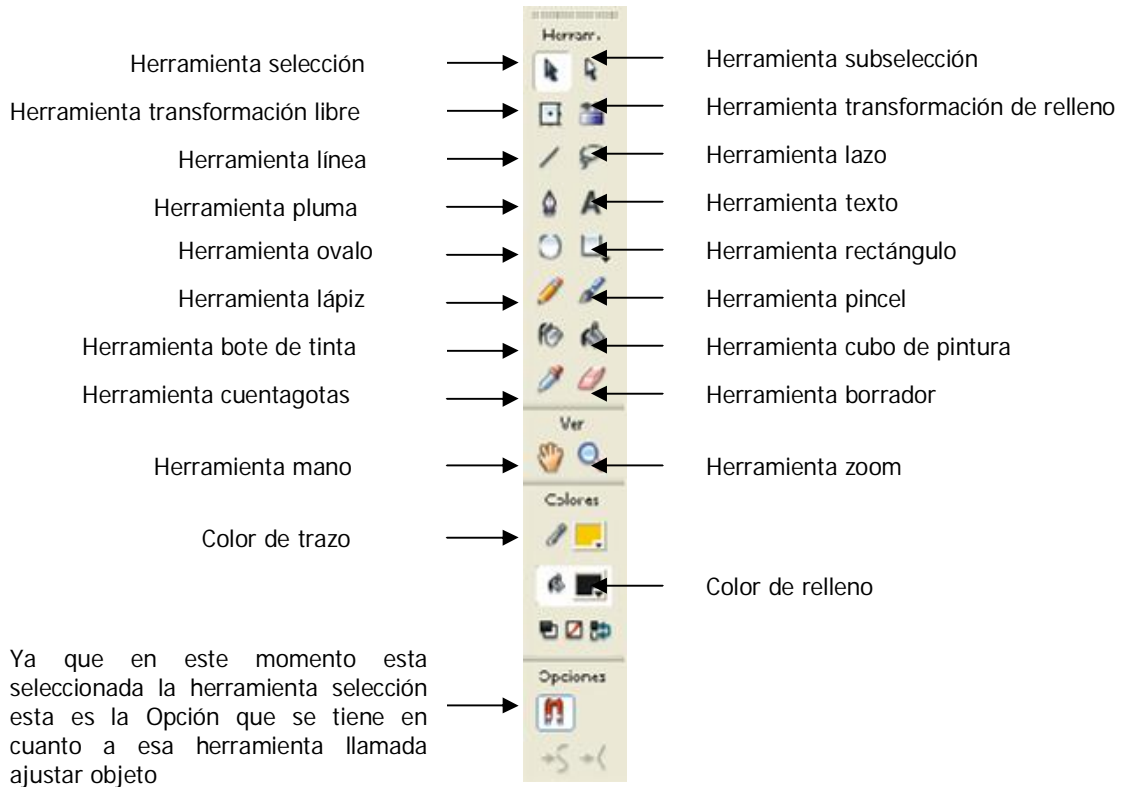 Herram.
Herramienta selección
Herramienta subselección
Herramienta transformación libre
Herramienta transformación de relleno
Herramienta línea
Herramienta lazo
Herramienta pluma
Herramienta texto
Herramienta ovalo
Herramienta rectángulo
Herramienta lápiz
Herramienta pincel
Herramienta bote de tinta
Herramienta cubo de pintura
Herramienta cuentagotas
Herramienta borrador
Ver
Herramienta mano
Herramienta zoom
Colores
Color de trazo
Color de relleno
Ya que en este momento esta
seleccionada la herramienta selección
esta es la Opción que se tiene en
cuanto a esa herramienta llamada
ajustar objeto
Opciones